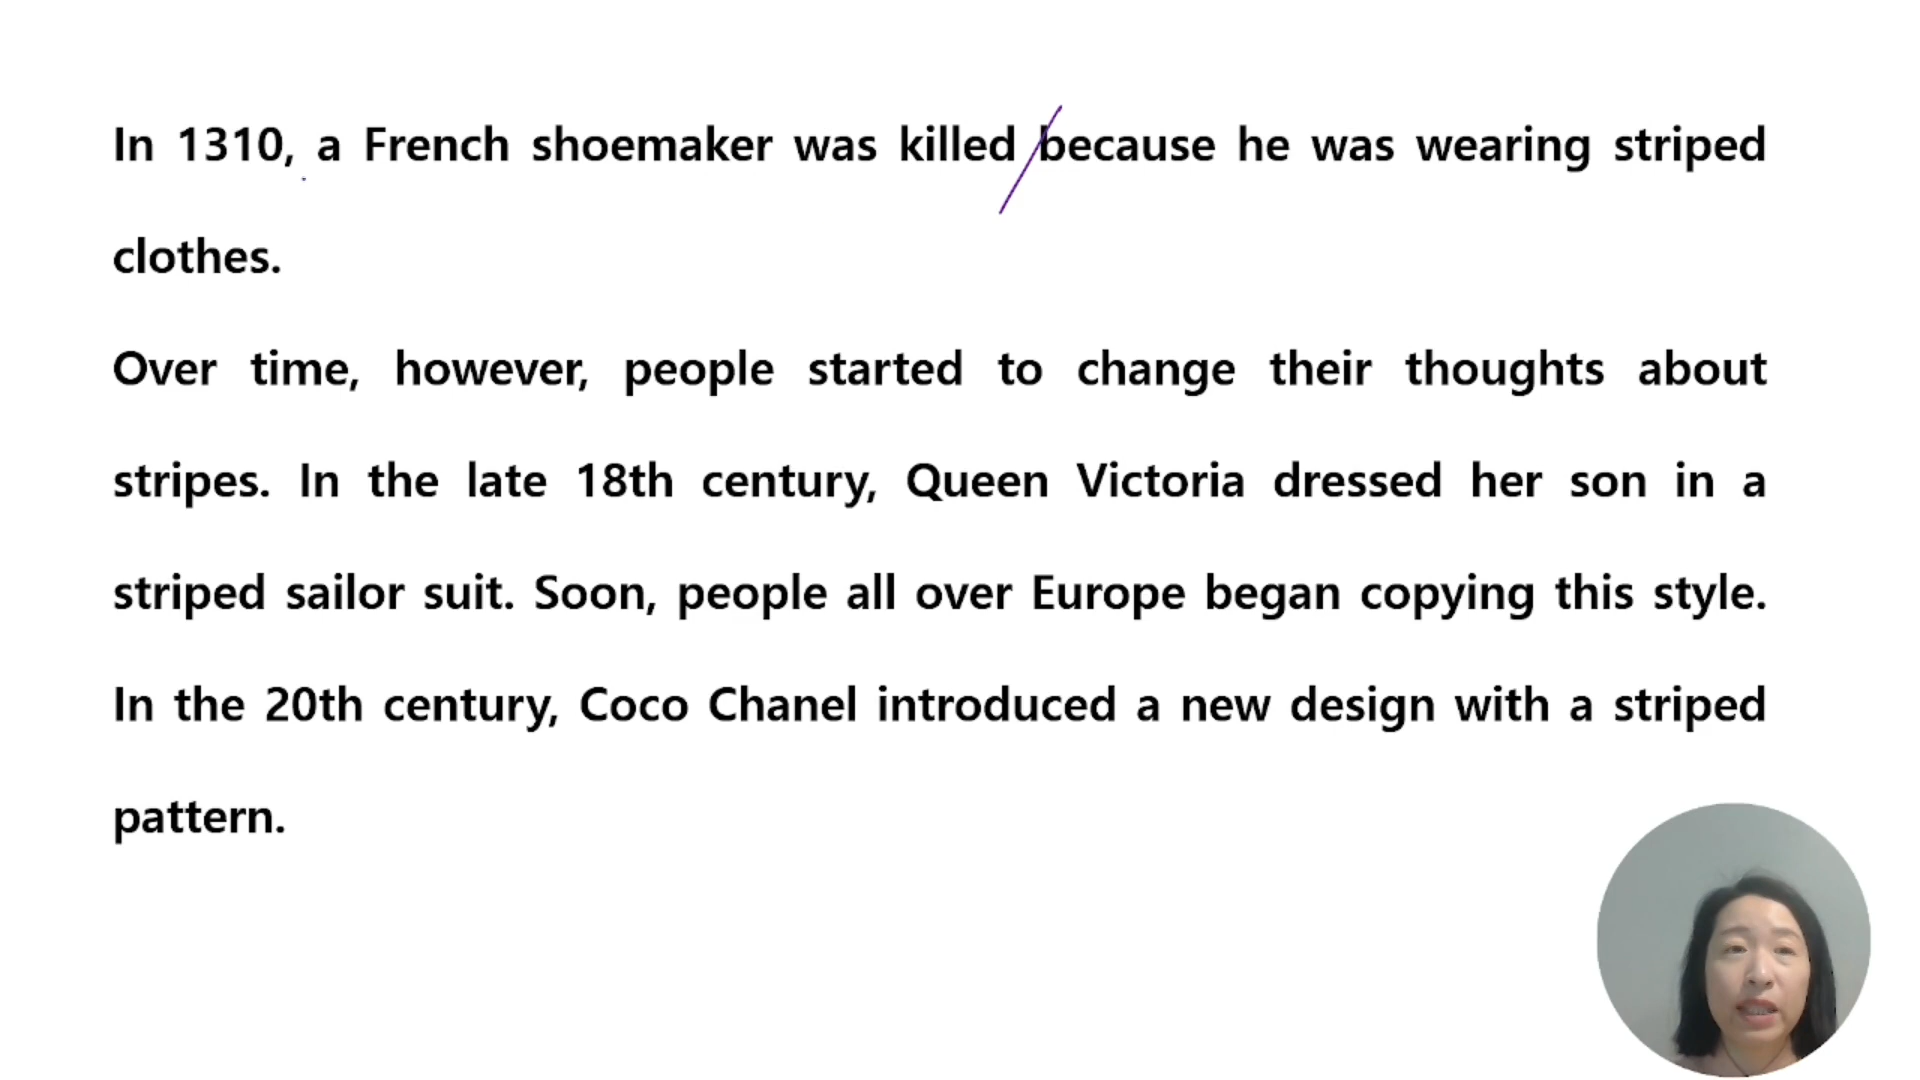 In 1310, a French shoemaker was killed because he was wearing striped
clothes.
Over time, however, people started to change their thoughts about
stripes. In the late 18th century, Queen Victoria dressed her son in a
striped sailor suit. Soon, people all over Europe began copying this style.
In the 20th century, Coco Chanel introduced a new design with a striped
pattern.